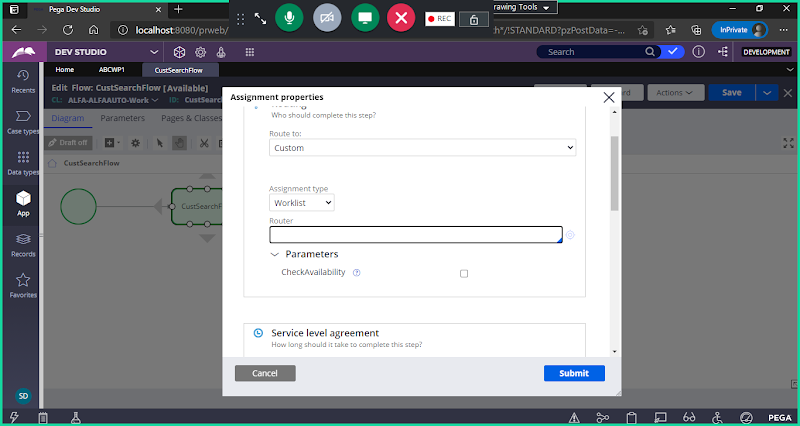 Pega Dev Studio
rawing Tools
localhost:8080/prweb/
REC
h*/!STANDARD?pzPostData=-...
InPrivate
DEV STUDIO
Search
DEVELOPMENT
Home
ABCWP1
CustSearchFlow
Recents
Case types
Data types
App
Records
Favorites
SD
Edit Flow: CustSearchFlow [Available]
CL: ALFA-ALFAAUTO-Work
ID: CustSearc
Actions
Save
Diagram
Parameters
Pages & Classes
Draft off
CustSearchFlow
CustSearchF
Assignment properties
Routing
Who should complete this step?
Route to:
Custom
Assignment type
Worklist
Router
Parameters
CheckAvailability
Service level agreement
How long should it take to complete this step?
Cancel
Submit
PEGA